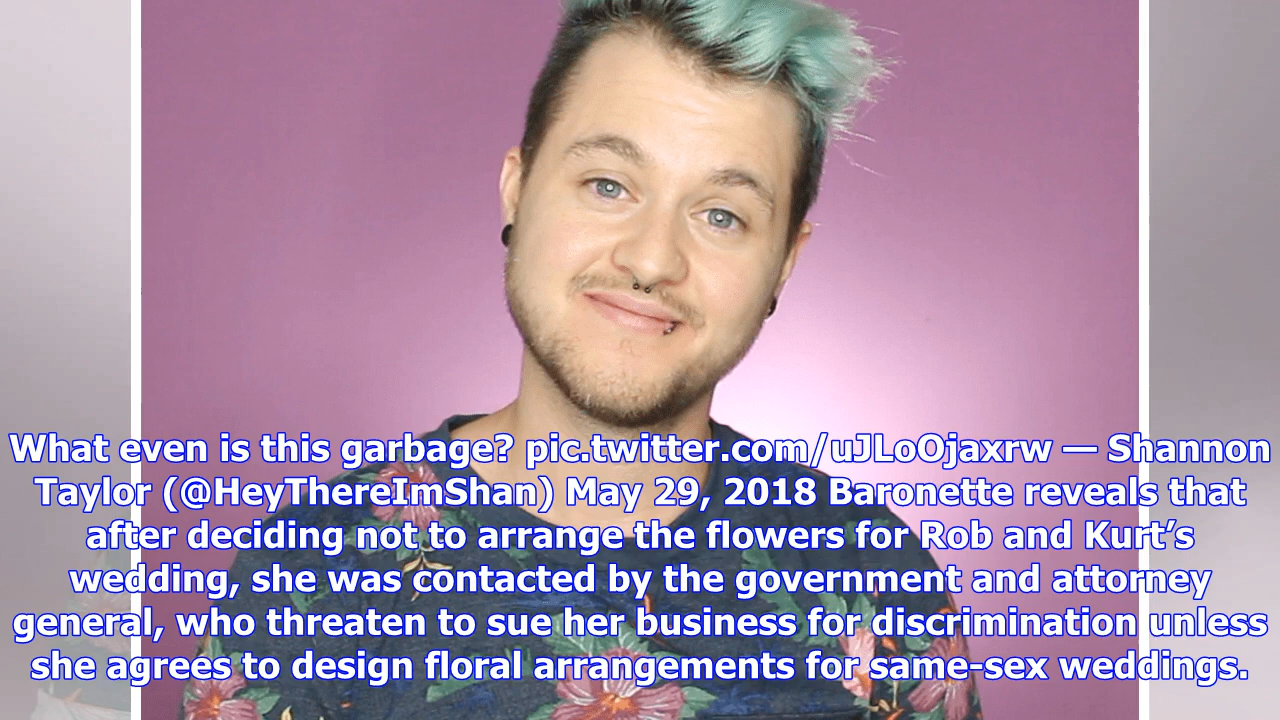 What even is this garbage? pic.twitter.com/uJLoOjaxrw — Shannon
Taylor (@HeyThereImShan) May 29, 2018 Baronette reveals that
after deciding not to arrange the flowers for Rob and Kurt’s
wedding, she was contacted by the government and attorney
general, who threaten to sue her business for discrimination unless
she agrees to design floral arrangements for same-sex weddings.